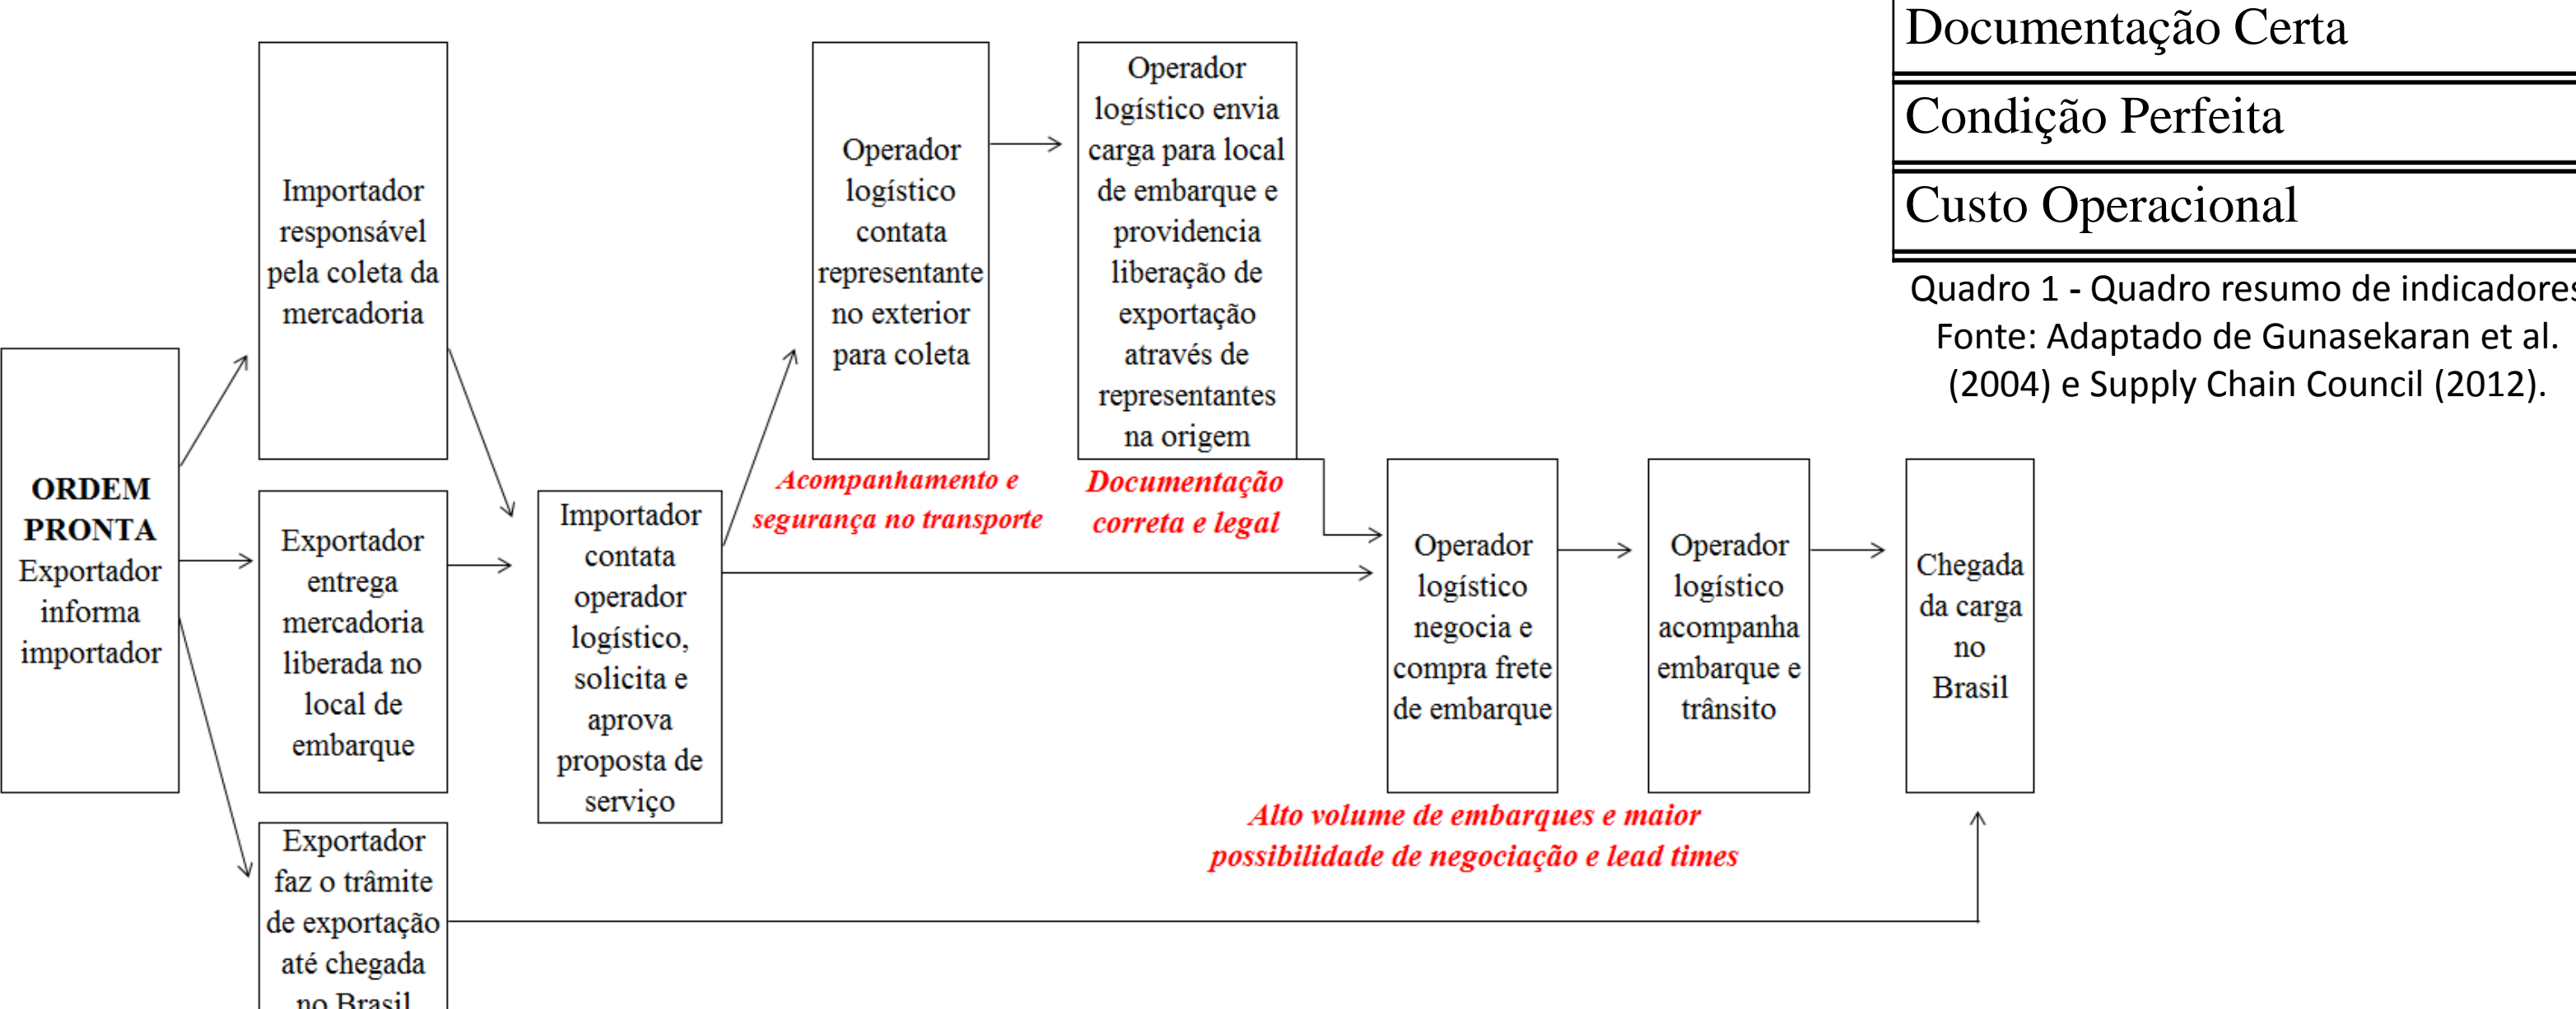 ORDEM
PRONTA
Exportador
informa
importador
Importador
responsável
pela coleta da
mercadoria
Exportador
entrega
mercadoria
liberada no
local de
embarque
Exportador
faz o trâmite
de exportação
até chegada
no Brasil
Importador
contata
operador
logístico,
solicita e
aprova
proposta de
serviço
Operador
logístico
contata
representante
no exterior
para coleta
Acompanhamento e
segurança no transporte
Operador
logístico envia
carga para local
de embarque e
providencia
liberação de
exportação
através de
representantes
na origem
Documentação
correta e legal
Operador
logístico
negocia e
compra frete
de embarque
Operador
logístico
acompanha
embarque e
trânsito
Alto volume de embarques e maior
possibilidade de negociação e lead times
Chegada
da carga
no
Brasil
Documentação Certa
Condição Perfeita
Custo Operacional
Quadro 1 - Quadro resumo de indicadores
Fonte: Adaptado de Gunasekaran et al.
(2004) e Supply Chain Council (2012).